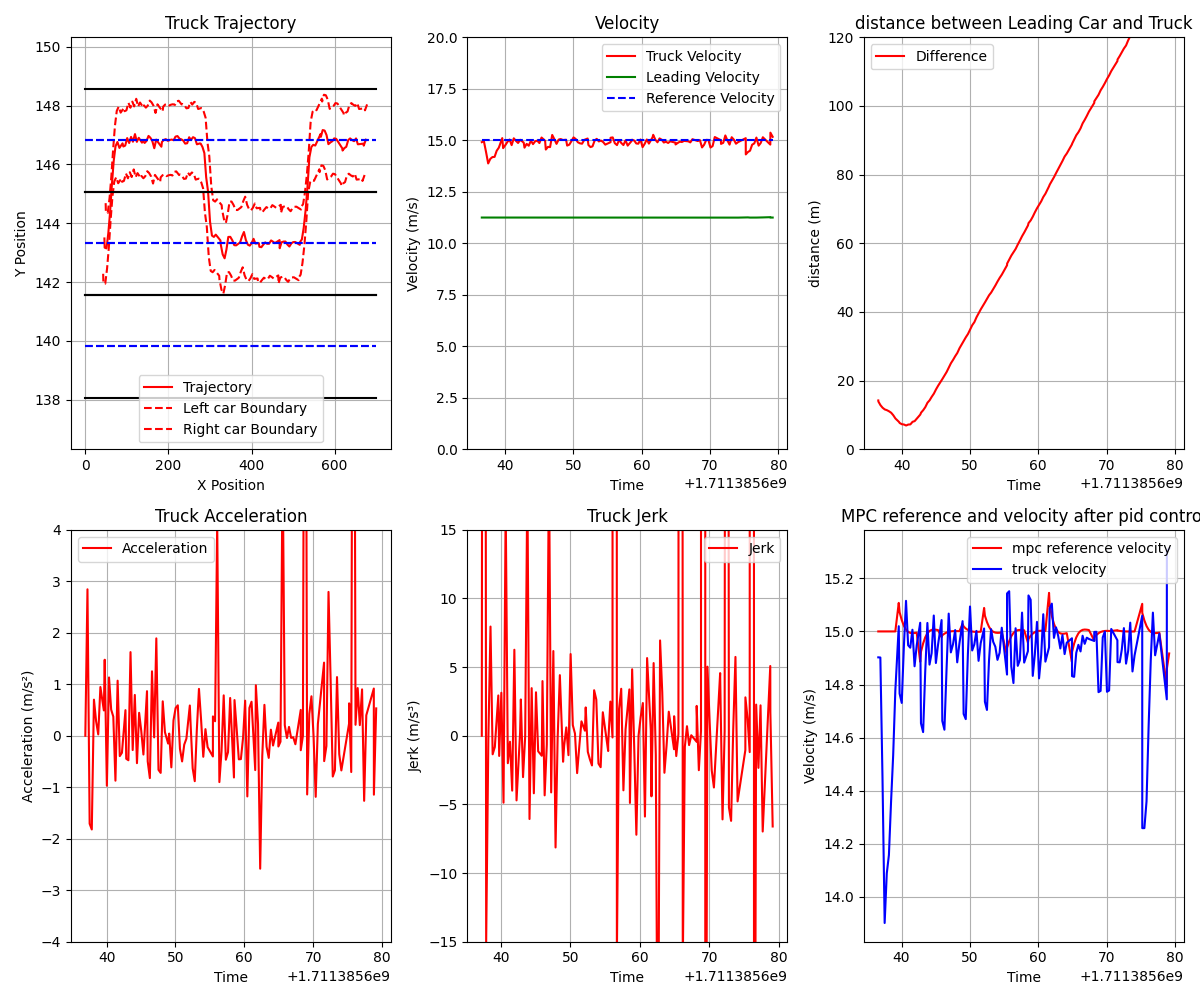 Truck Trajectory
150
148
146
144
142
140
138
Y Position
Trajectory
Left car Boundary
Right car Boundary
0
200
400
600
X Position
Velocity
20.0
17.5
15.0
12.5
10.0
7.5
5.0
2.5
0.0
Velocity (m/s)
Truck Velocity
Leading Velocity
Reference Velocity
40
50
60
70
80
Time
+1.7113856e9
distance between Leading Car and Truck
120
100
80
60
40
20
0
distance (m)
Difference
40
50
60
70
80
Time
+1.7113856e9
Truck Acceleration
4
3
2
1
0
−1
−2
−3
−4
Acceleration (m/s²)
Acceleration
40
50
60
70
80
Time
+1.7113856e9
Truck Jerk
15
10
5
0
−5
−10
−15
Jerk (m/s³)
Jerk
40
50
60
70
80
Time
+1.7113856e9
MPC reference and velocity after pid contro
15.2
15.0
14.8
14.6
14.4
14.2
14.0
Velocity (m/s)
mpc reference velocity
truck velocity
40
50
60
70
80
Time
+1.7113856e9